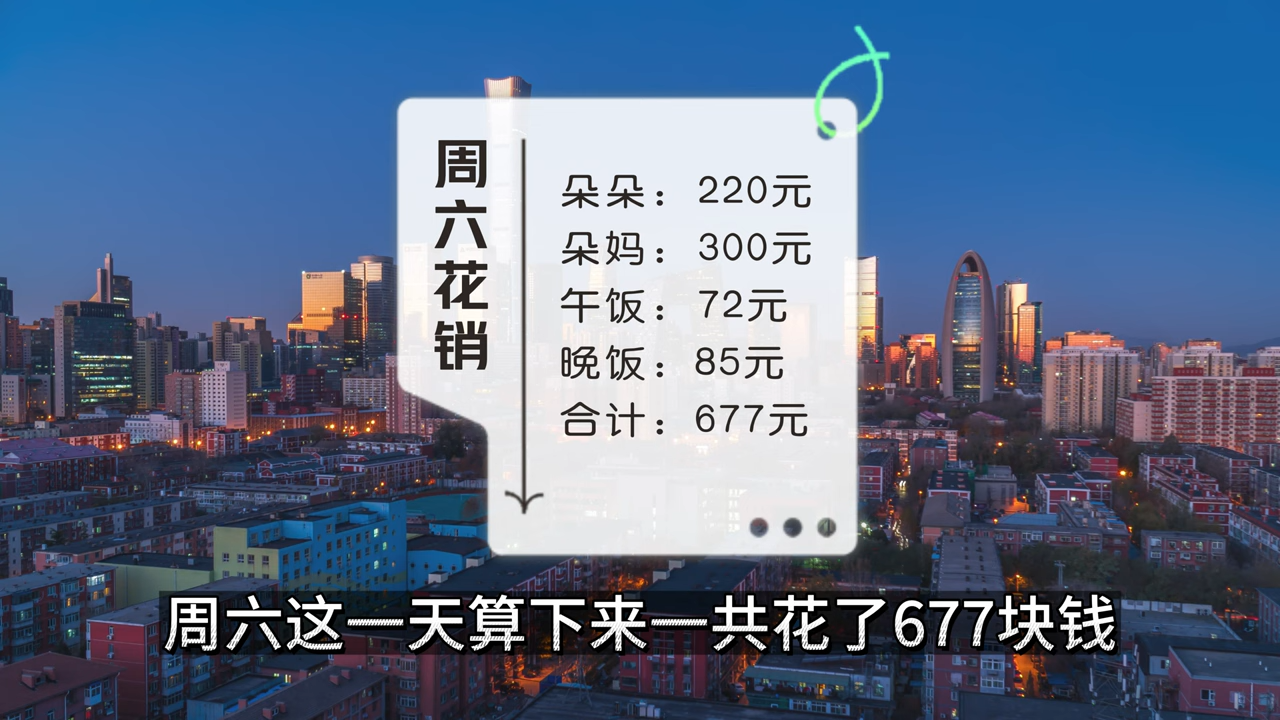 周六花销
朵朵：220元
朵妈：300元
午饭：72元
晚饭：85元
合计：677元
周六这一天算下来一共花了677块钱